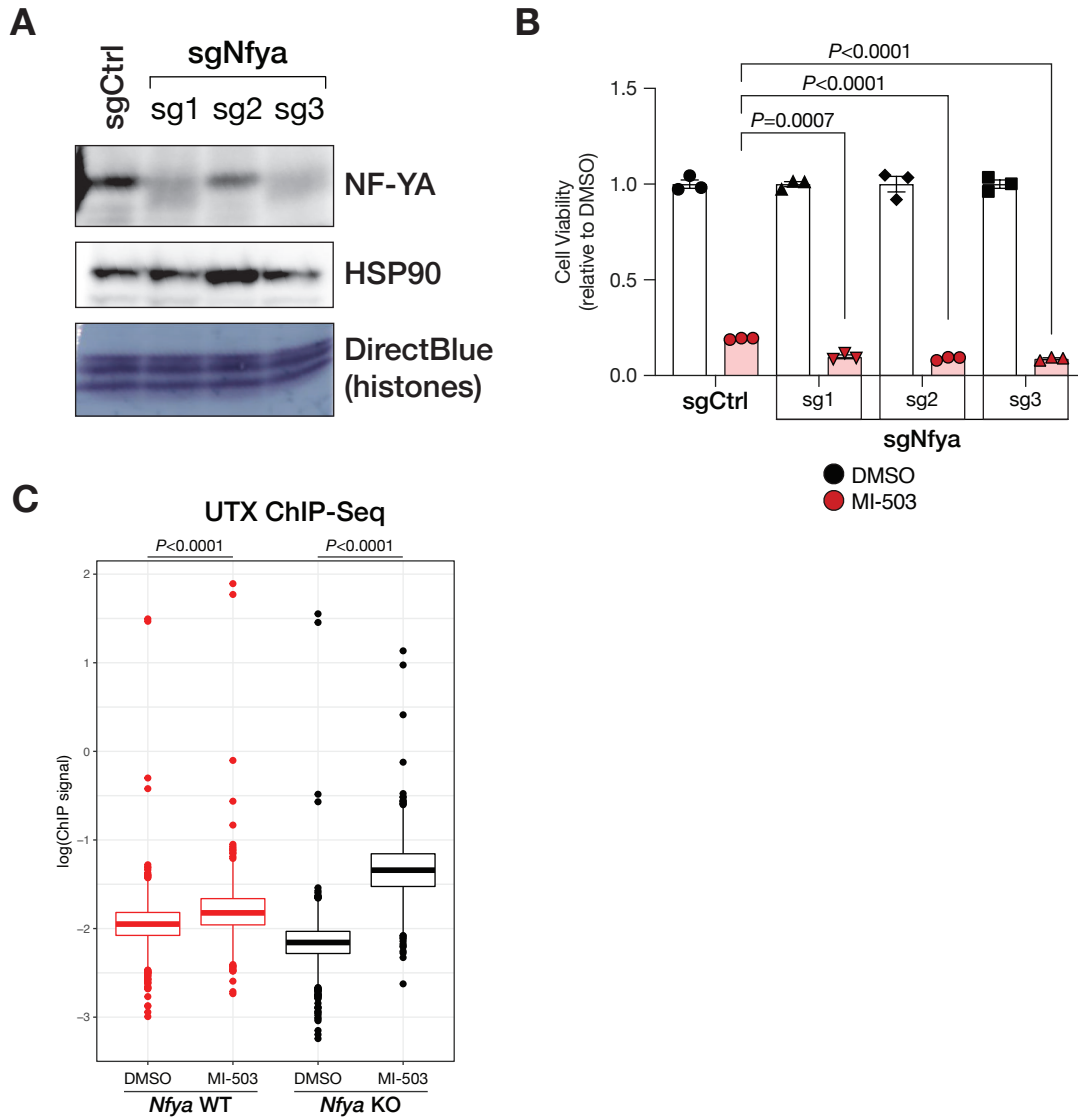 A
sgCtrl
sgNfya
sg1 sg2 sg3
NF-YA
HSP90
DirectBlue
(histones)
B
P<0.0001
P<0.0001
P=0.0007
Cell Viability
(relative to DMSO)
1.5
1.0
0.5
0.0
sgCtrl sg1 sg2 sg3
sgNfya
DMSO
MI-503
C
UTX ChIP-Seq
P<0.0001 P<0.0001
log(ChIP signal)
2
1
0
−1
−2
−3
DMSO MI-503 DMSO MI-503
Nfya WT Nfya KO